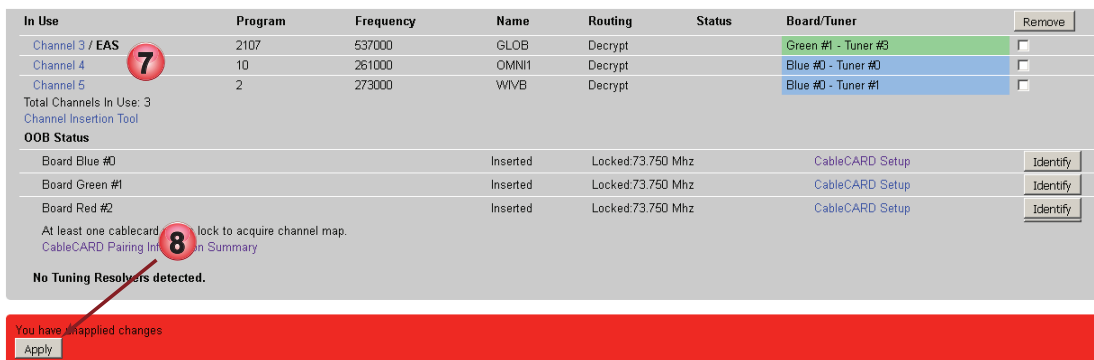 In Use Program Frequency Name Routing Status Board/Tuner Remove
Channel 3 / EAS 2107 537000 GLOB Decrypt Green #1 - Tuner #3
7
Channel 4 10 261000 OMNI1 Decrypt Blue #0 - Tuner #0
Channel 5 2 273000 WIVB Decrypt Blue #0 - Tuner #1
Total Channels In Use: 3
Channel Insertion Tool
OOB Status
Board Blue #0 Inserted Locked:73.750 Mhz CableCARD Setup Identify
Board Green #1 Inserted Locked:73.750 Mhz CableCARD Setup Identify
Board Red #2 Inserted Locked:73.750 Mhz CableCARD Setup Identify
At least one cablecard lock to acquire channel map.
8
CableCARD Pairing Information Summary
No Tuning Resolvers detected.
You have unapplied changes
Apply